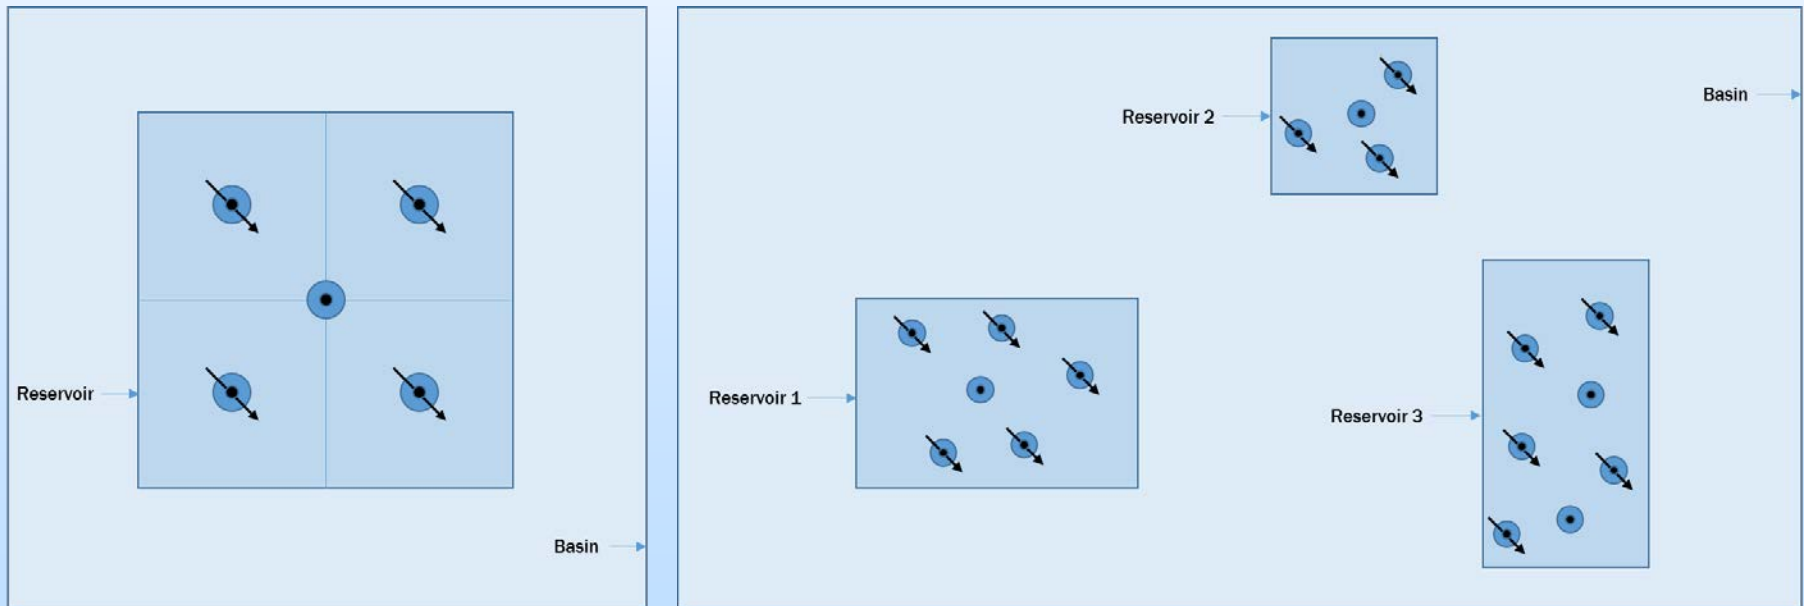 Reservoir
Basin
Reservoir 2
Basin
Reservoir 1
Reservoir 3